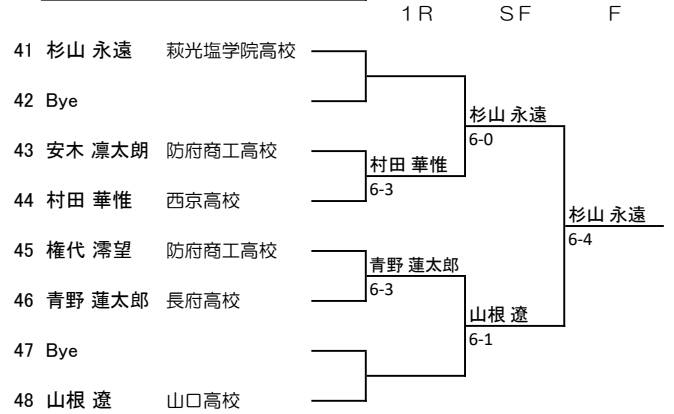 1R SF F
41 杉山 永遠 萩光塩学院高校
42 Bye
杉山 永遠
6-0
43 安木 凛太朗 防府商工高校
村田 華惟
6-3
44 村田 華惟 西京高校
杉山 永遠
6-4
45 権代 澪望 防府商工高校
青野 蓮太郎
6-3
46 青野 蓮太郎 長府高校
山根 遼
6-1
47 Bye
48 山根 遼 山口高校